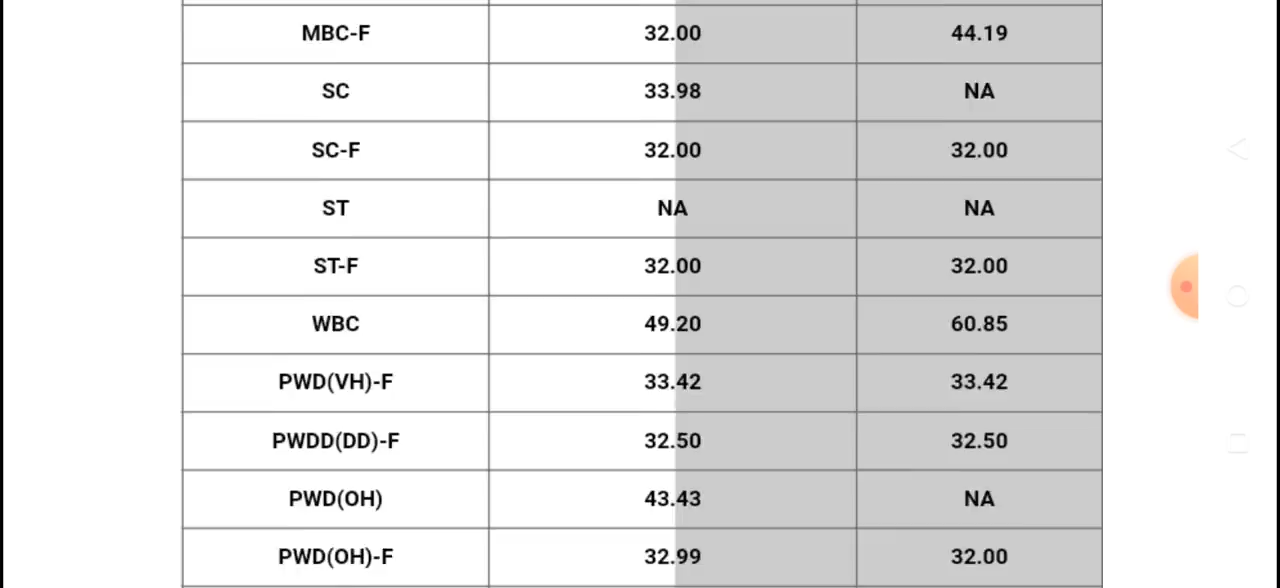 MBC-F 32.00 44.19
SC 33.98 NA
SC-F 32.00 32.00
ST NA NA
ST-F 32.00 32.00
WBC 49.20 60.85
PWD(VH)-F 33.42 33.42
PWDD(DD)-F 32.50 32.50
PWD(OH) 43.43 NA
PWD(OH)-F 32.99 32.00